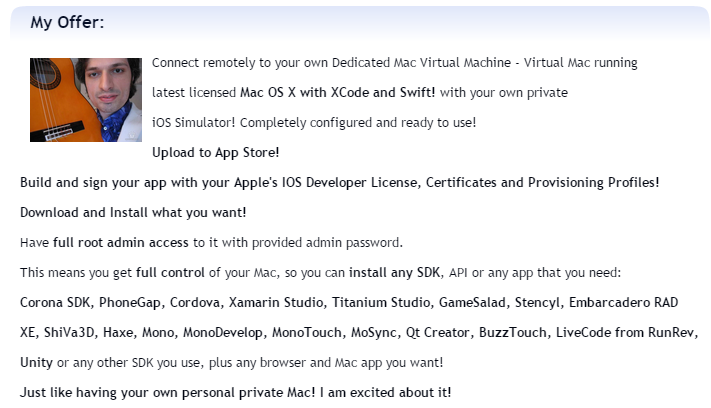 My Offer:
Connect remotely to your own Dedicated Mac Virtual Machine - Virtual Mac running
latest licensed Mac OS X with XCode and Swift! with your own private
iOS Simulator! Completely configured and ready to use!
Upload to App Store!
Build and sign your app with your Apple's IOS Developer License, Certificates and Provisioning Profiles!
Download and Install what you want!
Have full root admin access to it with provided admin password.
This means you get full control of your Mac, so you can install any SDK, API or any app that you need:
Corona SDK, PhoneGap, Cordova, Xamarin Studio, Titanium Studio, GameSalad, Stencyl, Embarcadero RAD
XE, ShiVa3D, Haxe, Mono, MonoDevelop, MonoTouch, MoSync, Qt Creator, BuzzTouch, LiveCode from RunRev,
Unity or any other SDK you use, plus any browser and Mac app you want!
Just like having your own personal private Mac! I am excited about it!